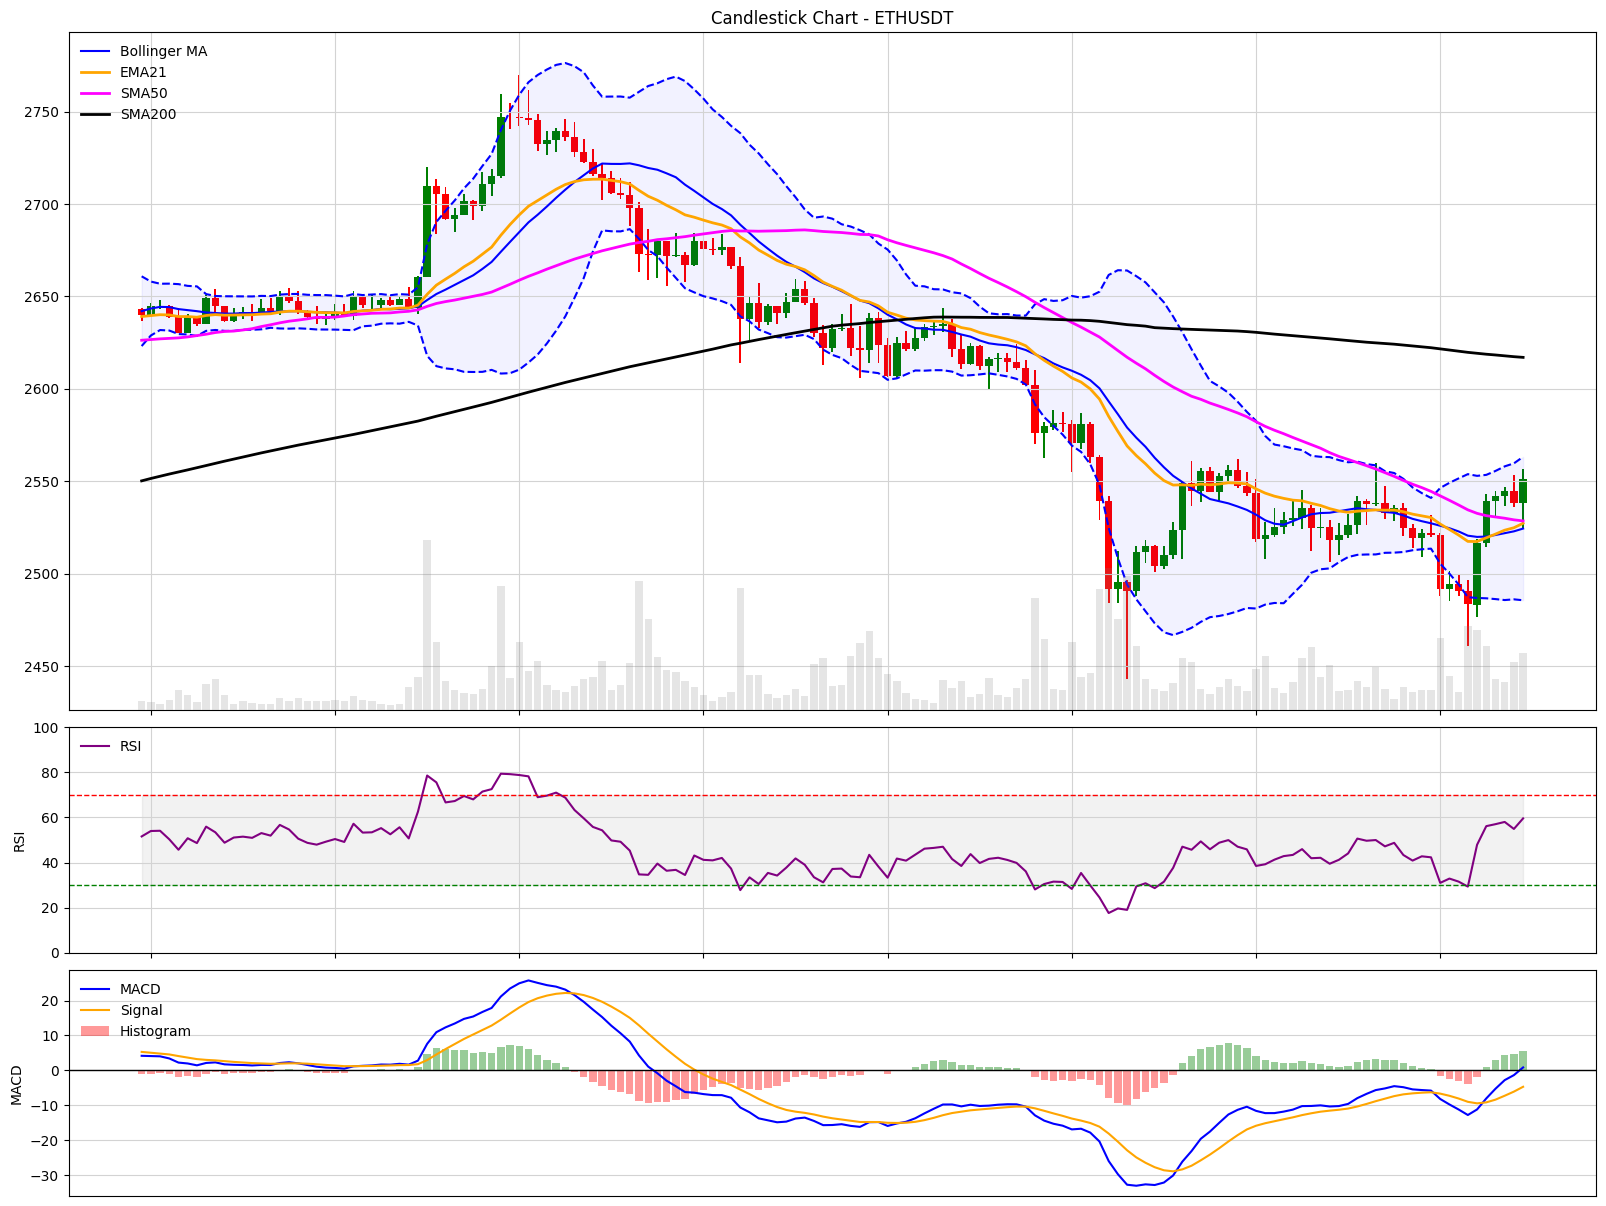 Candlestick Chart - ETHUSDT
Bollinger MA
EMA21
SMA50
SMA200
2750
2700
2650
2600
2550
2500
2450
RSI
100
80
60
40
20
0
RSI
MACD
Signal
Histogram
20
10
0
−10
−20
−30
MACD